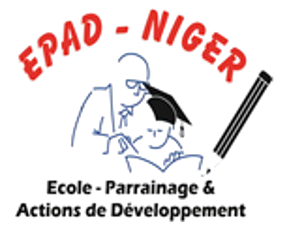 EPAD - NIGER
Ecole - Parrainage &
Actions de Développement